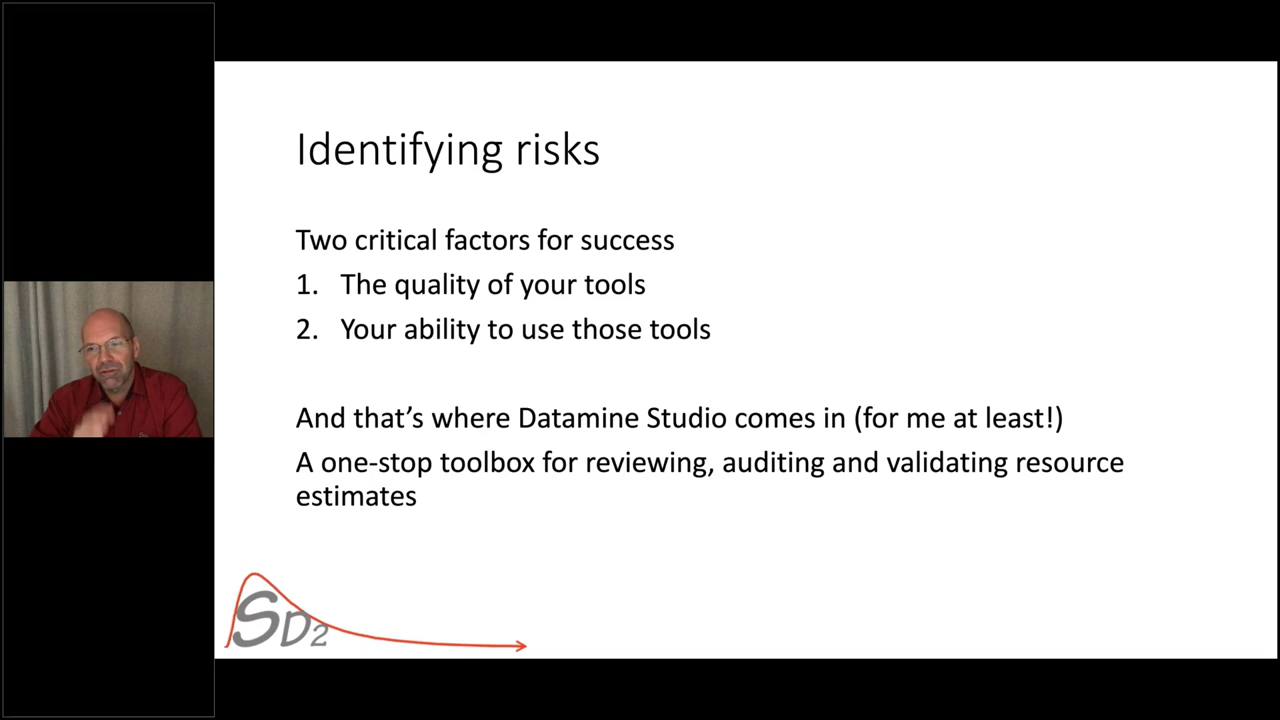 Identifying risks
Two critical factors for success
1. The quality of your tools
2. Your ability to use those tools
And that’s where Datamine Studio comes in (for me at least!)
A one-stop toolbox for reviewing, auditing and validating resource
estimates
SD2